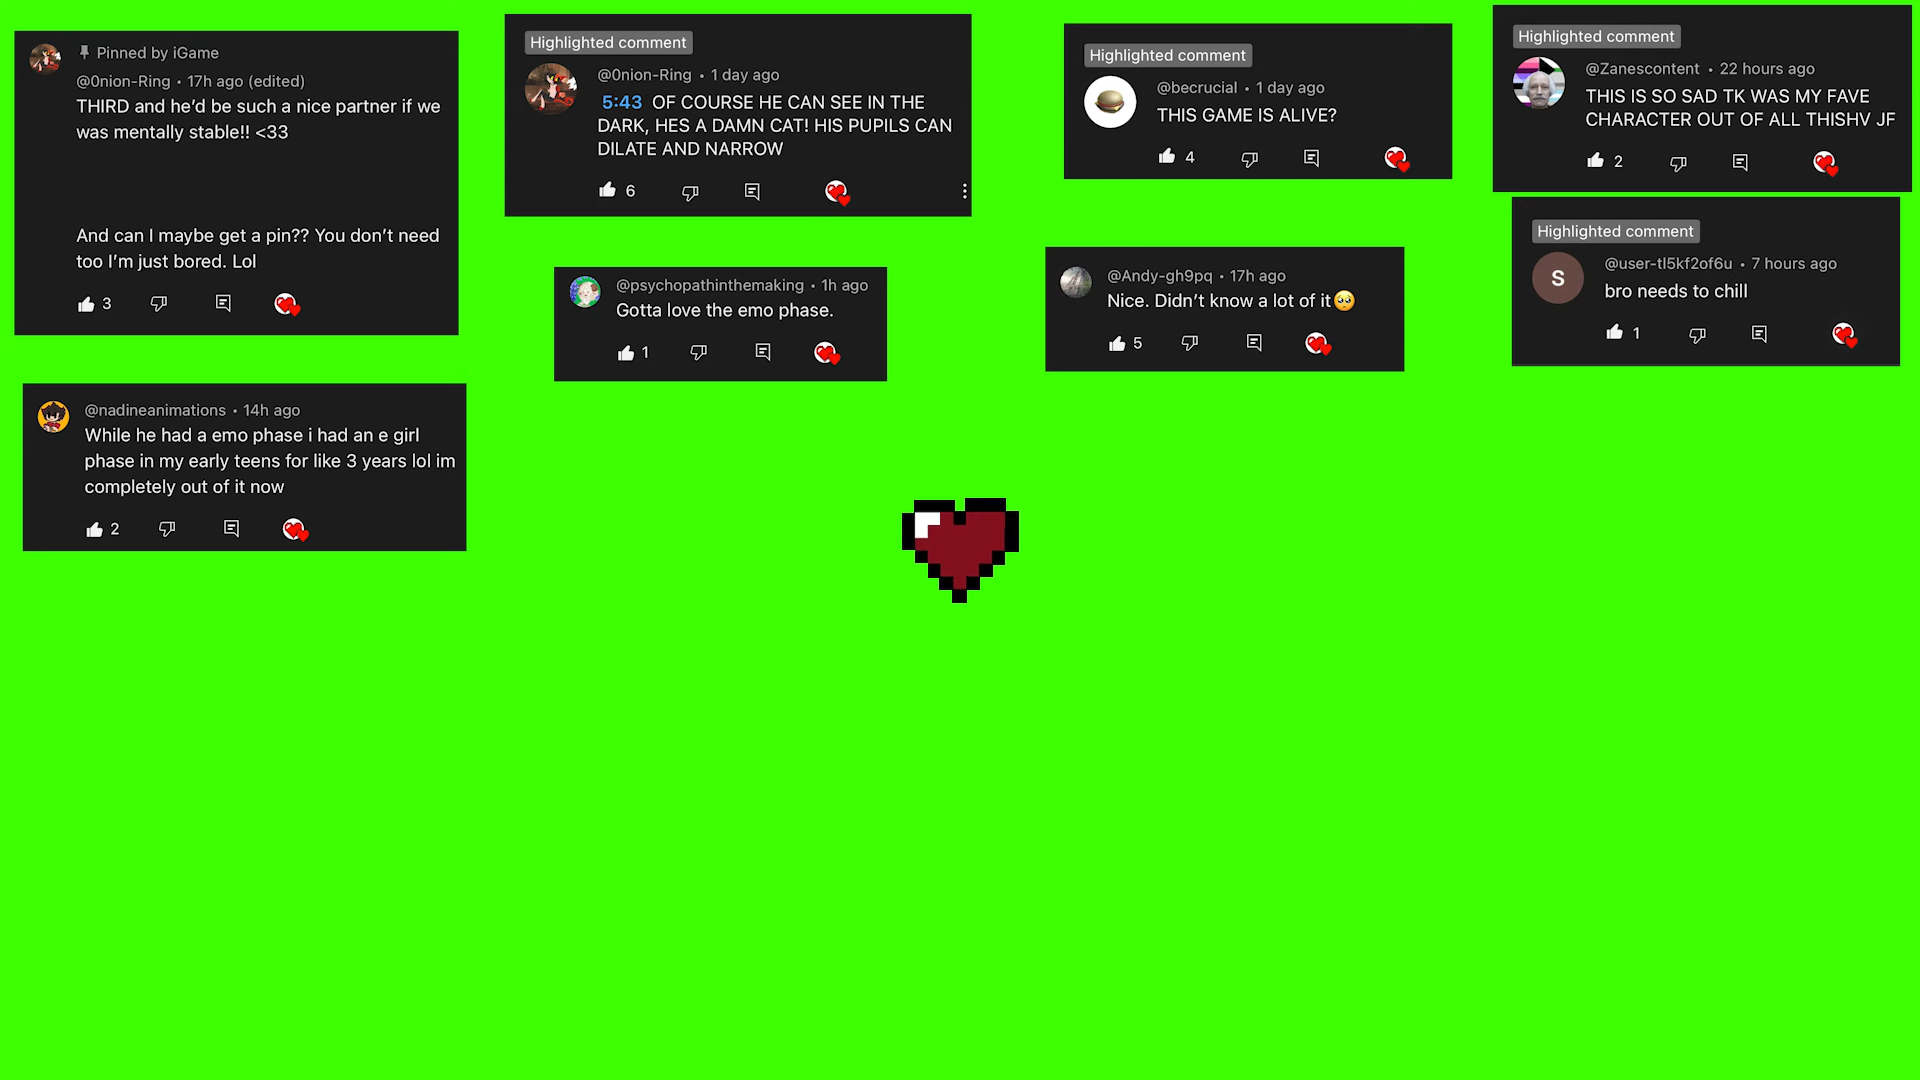 Pinned by iGame
@0nion-Ring • 17h ago (edited)
THIRD and he’d be such a nice partner if we
was mentally stable!! <33
And can I maybe get a pin?? You don’t need
too I’m just bored. Lol
3
Highlighted comment
@0nion-Ring • 1 day ago
5:43 OF COURSE HE CAN SEE IN THE
DARK, HES A DAMN CAT! HIS PUPILS CAN
DILATE AND NARROW
6
Highlighted comment
@becrucial • 1 day ago
THIS GAME IS ALIVE?
4
Highlighted comment
@Zanescontent • 22 hours ago
THIS IS SO SAD TK WAS MY FAVE
CHARACTER OUT OF ALL THISHV JF
2
@psychopathinthemaking • 1h ago
Gotta love the emo phase.
1
@Andy-gh9pq • 17h ago
Nice. Didn’t know a lot of it🥺
5
Highlighted comment
S
@user-tl5kf2of6u • 7 hours ago
bro needs to chill
1
@nadineanimations • 14h ago
While he had a emo phase i had an e girl
phase in my early teens for like 3 years lol im
completely out of it now
2